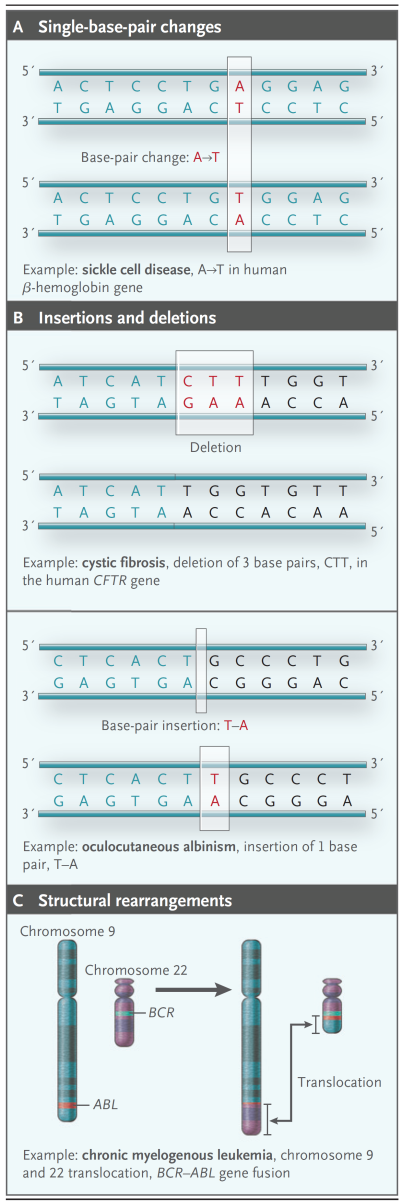 A Single-base-pair changes
5´ 3´
A C T C C T G A G G A G
T G A G G A C T C C T C
3´ 5´
Base-pair change: A→T
5´ 3´
A C T C C T G T G G A G
T G A G G A C A C C T C
3´ 5´
Example: sickle cell disease, A→T in human
β-hemoglobin gene
B Insertions and deletions
5´ 3´
A T C A T C T T T G G T
T A G T A G A A A C C A
3´ 5´
Deletion
5´ 3´
A T C A T T G G T G T T
T A G T A A C C A C A A
3´ 5´
Example: cystic fibrosis, deletion of 3 base pairs, CTT, in
the human CFTR gene
5´ 3´
C T C A C T G C C C T G
G A G T G A C G G G A C
3´ 5´
Base-pair insertion: T–A
5´ 3´
C T C A C T T G C C C T
G A G T G A A C G G G A
3´ 5´
Example: oculocutaneous albinism, insertion of 1 base
pair, T–A
C Structural rearrangements
Chromosome 9
Chromosome 22
BCR
Translocation
ABL
Example: chronic myelogenous leukemia, chromosome 9
and 22 translocation, BCR–ABL gene fusion